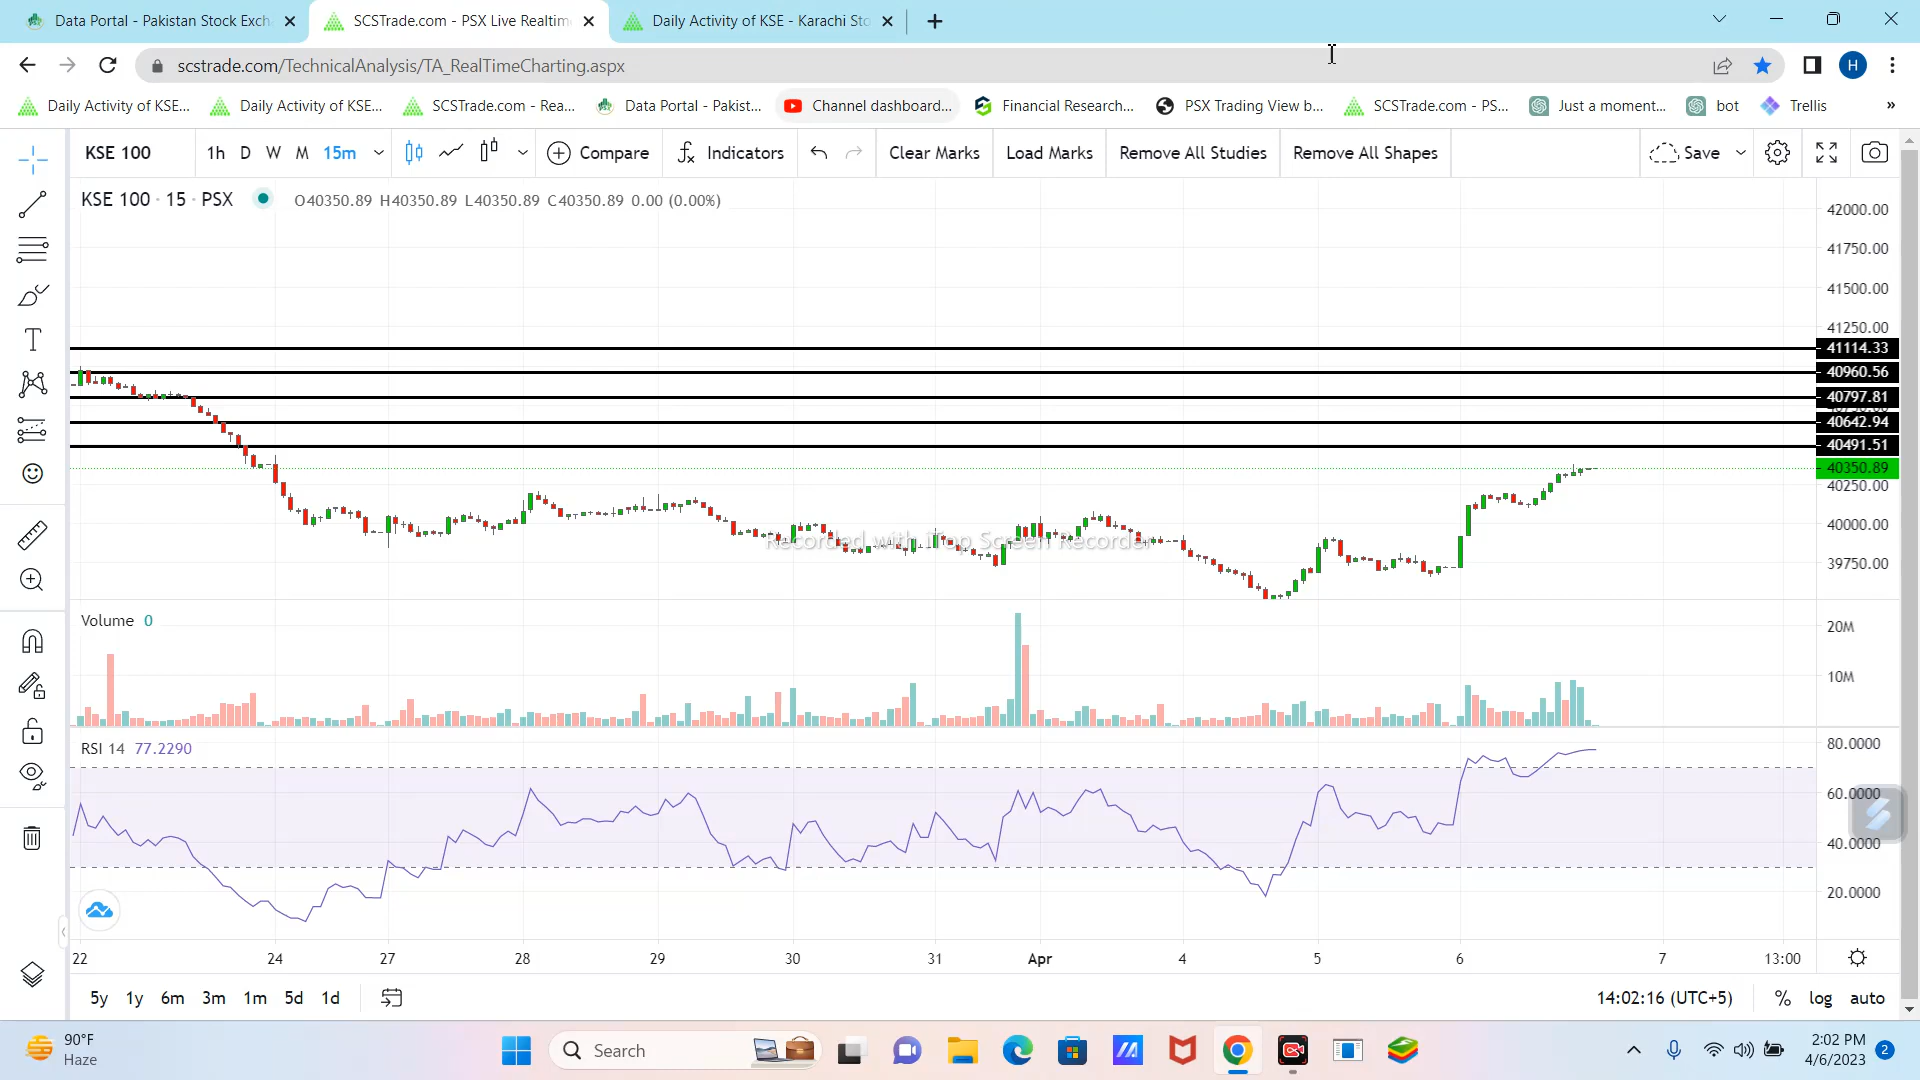 Data Portal - Pakistan Stock Exch
SCSTrade.com - PSX Live Realtim
Daily Activity of KSE - Karachi Sto
scstrade.com/TechnicalAnalysis/TA_RealTimeCharting.aspx
H
Daily Activity of KSE...
Daily Activity of KSE...
SCSTrade.com - Rea...
Data Portal - Pakist...
Channel dashboard...
Financial Research...
PSX Trading View b...
SCSTrade.com - PS...
Just a moment...
bot
Trellis
»
KSE 100
1h D W M 15m
Compare
Indicators
Clear Marks
Load Marks
Remove All Studies
Remove All Shapes
Save
KSE 100 · 15 · PSX
O40350.89 H40350.89 L40350.89 C40350.89 0.00 (0.00%)
42000.00
41750.00
41500.00
41250.00
41114.33
40960.56
40797.81
40642.94
40491.51
40350.89
40250.00
40000.00
39750.00
Recorded with iTop Screen Recorder
Volume 0
20M
10M
RSI 14 77.2290
80.0000
60.0000
40.0000
20.0000
22 24 27 28 29 30 31 Apr 4 5 6 7 13:00
5y 1y 6m 3m 1m 5d 1d
14:02:16 (UTC+5)
% log auto
90°F
Haze
Search
2:02 PM
4/6/2023
2